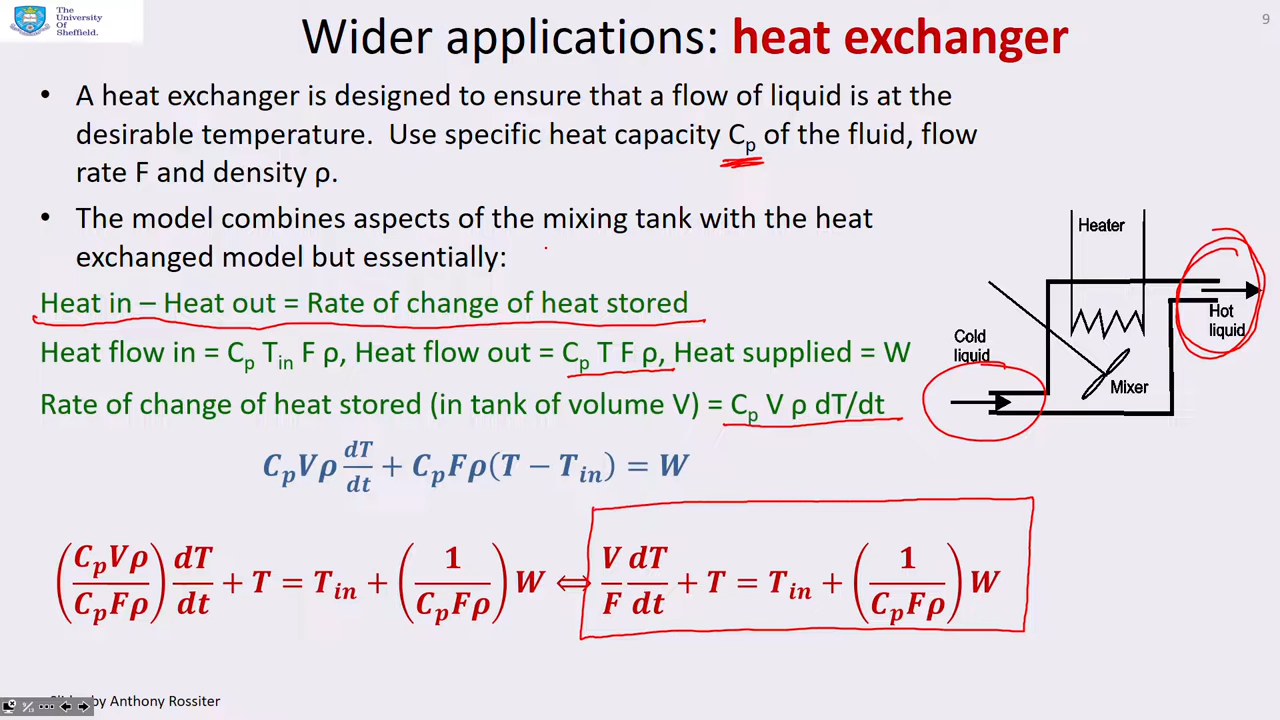 The
University
Of
Sheffield.
9
Wider applications: heat exchanger
• A heat exchanger is designed to ensure that a flow of liquid is at the
desirable temperature. Use specific heat capacity Cp of the fluid, flow
rate F and density ρ.
• The model combines aspects of the mixing tank with the heat
exchanged model but essentially:
Heat in – Heat out = Rate of change of heat stored
Heat flow in = Cp Tin F ρ, Heat flow out = Cp T F ρ, Heat supplied = W
Rate of change of heat stored (in tank of volume V) = Cp V ρ dT/dt
CpVρ dT/dt + CpFρ(T − Tin) = W
(CpVρ/CpFρ) dT/dt + T = Tin + (1/CpFρ) W ⟺ V/F dT/dt + T = Tin + (1/CpFρ) W
Heater
Cold
liquid
Hot
liquid
Mixer
by Anthony Rossiter